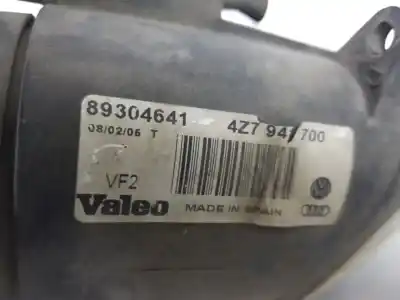 89304641 4Z7 941 700
08/02/06 T
VF2
Valeo MADE IN SPAIN